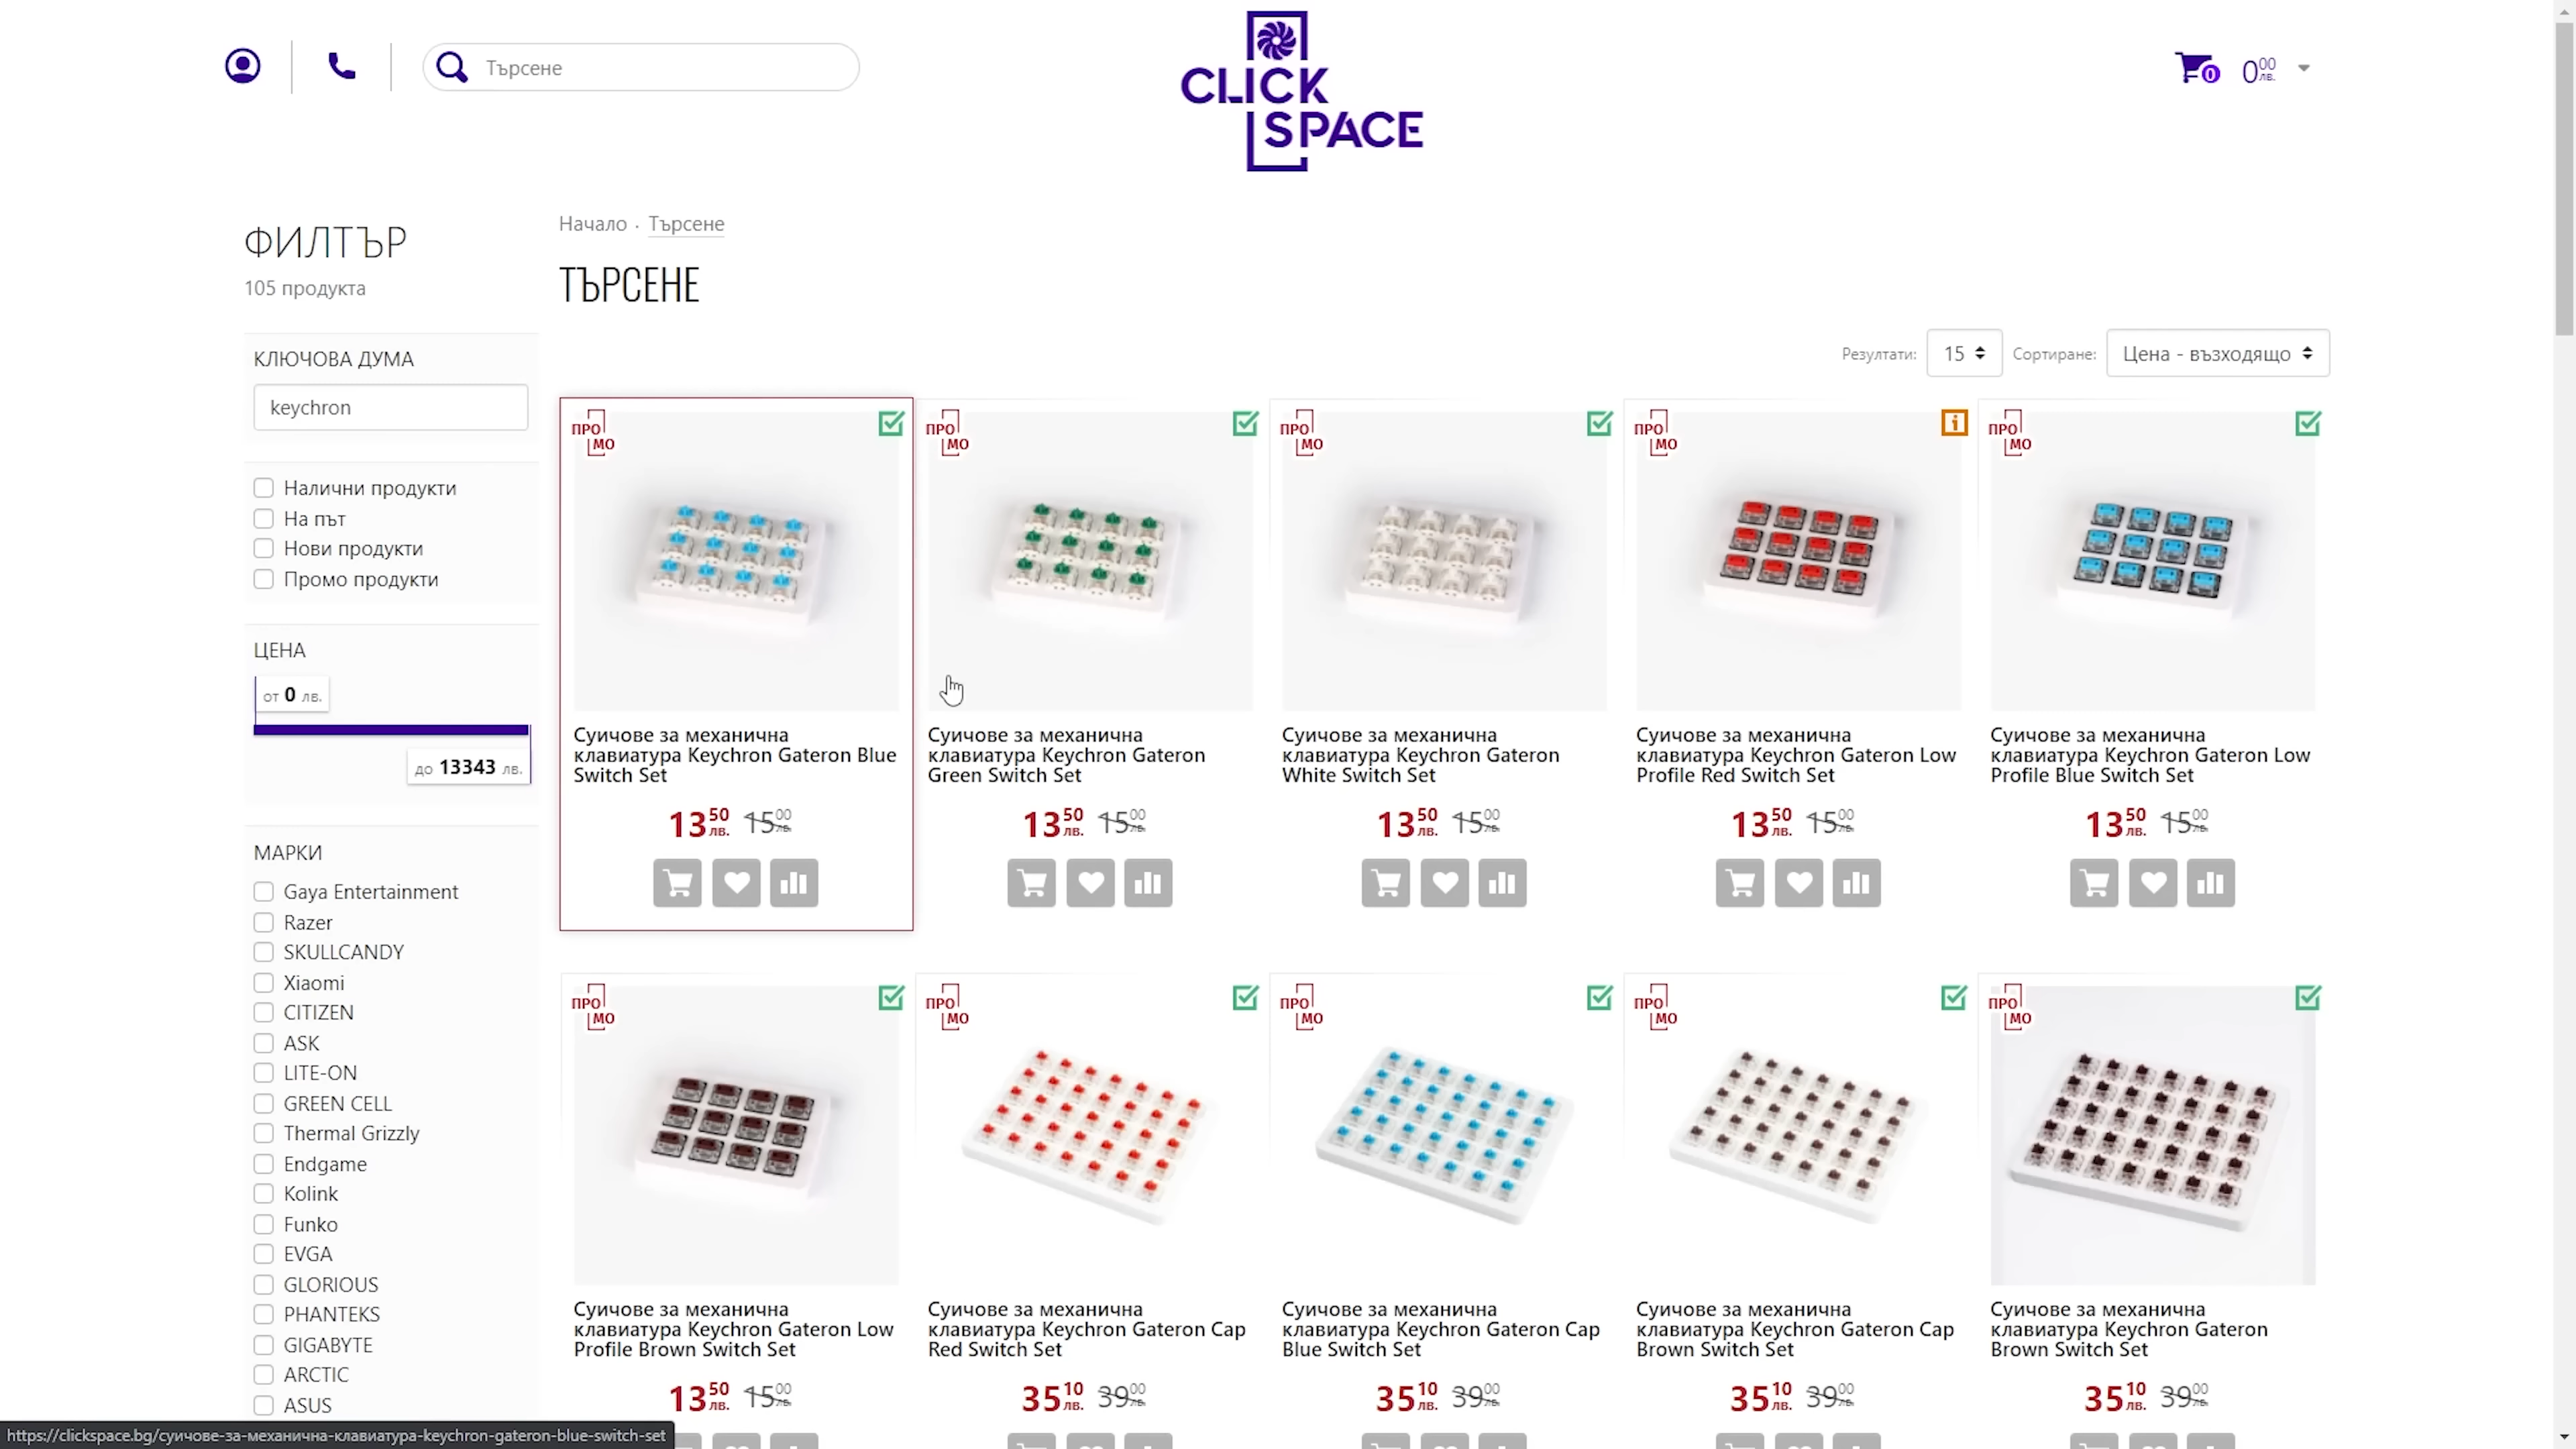 Търсене
CLICK
SPACE
0
0 00 лв.
ФИЛТЪР
105 продукта
Начало · Търсене
ТЪРСЕНЕ
Резултати: 15 Сортиране: Цена - възходящо
КЛЮЧОВА ДУМА
keychron
Налични продукти
На път
Нови продукти
Промо продукти
ЦЕНА
от 0 лв.
до 13343 лв.
МАРКИ
Gaya Entertainment
Razer
SKULLCANDY
Xiaomi
CITIZEN
ASK
LITE-ON
GREEN CELL
Thermal Grizzly
Endgame
Kolink
Funko
EVGA
GLORIOUS
PHANTEKS
GIGABYTE
ARCTIC
ASUS
ПРО
МО
Суичове за механична
клавиатура Keychron Gateron Blue
Switch Set
13 50 лв. 15 00 лв.
ПРО
МО
Суичове за механична
клавиатура Keychron Gateron
Green Switch Set
13 50 лв. 15 00 лв.
ПРО
МО
Суичове за механична
клавиатура Keychron Gateron
White Switch Set
13 50 лв. 15 00 лв.
ПРО
МО
Суичове за механична
клавиатура Keychron Gateron Low
Profile Red Switch Set
13 50 лв. 15 00 лв.
ПРО
МО
Суичове за механична
клавиатура Keychron Gateron Low
Profile Blue Switch Set
13 50 лв. 15 00 лв.
ПРО
МО
Суичове за механична
клавиатура Keychron Gateron Low
Profile Brown Switch Set
13 50 лв. 15 00 лв.
ПРО
МО
Суичове за механична
клавиатура Keychron Gateron Cap
Red Switch Set
35 10 лв. 39 00 лв.
ПРО
МО
Суичове за механична
клавиатура Keychron Gateron Cap
Blue Switch Set
35 10 лв. 39 00 лв.
ПРО
МО
Суичове за механична
клавиатура Keychron Gateron Cap
Brown Switch Set
35 10 лв. 39 00 лв.
ПРО
МО
Суичове за механична
клавиатура Keychron Gateron
Brown Switch Set
35 10 лв. 39 00 лв.
https://clickspace.bg/суичове-за-механична-клавиатура-keychron-gateron-blue-switch-set